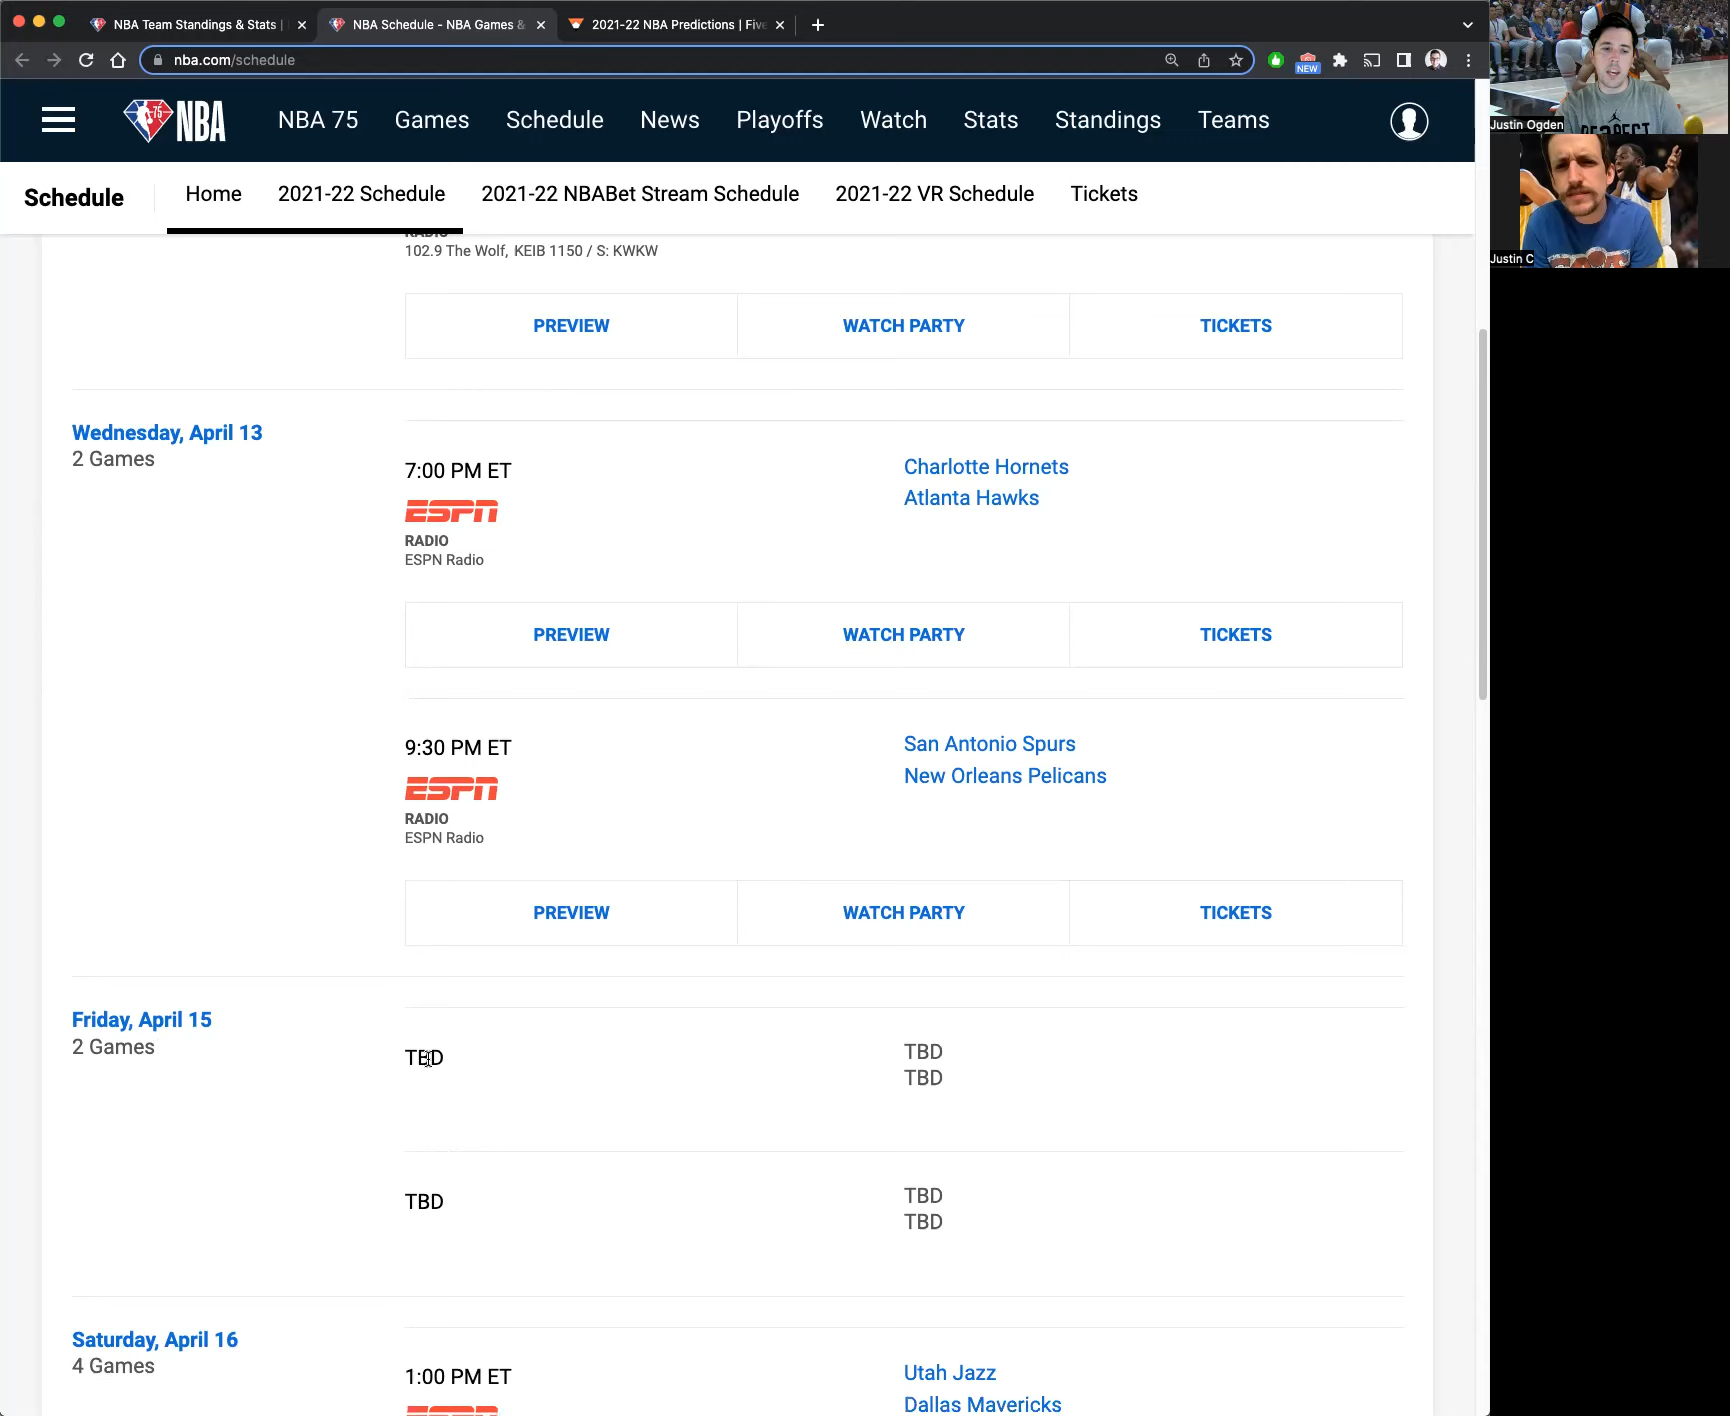 NBA Team Standings & Stats |
NBA Schedule - NBA Games &
2021-22 NBA Predictions | Five
nba.com/schedule
NEW
75
NBA
NBA 75
Games
Schedule
News
Playoffs
Watch
Stats
Standings
Teams
Justin Ogden
Justin C
Schedule
Home
2021-22 Schedule
2021-22 NBABet Stream Schedule
2021-22 VR Schedule
Tickets
RADIO
102.9 The Wolf, KEIB 1150 / S: KWKW
PREVIEW
WATCH PARTY
TICKETS
Wednesday, April 13
2 Games
7:00 PM ET
ESPN
RADIO
ESPN Radio
Charlotte Hornets
Atlanta Hawks
PREVIEW
WATCH PARTY
TICKETS
9:30 PM ET
ESPN
RADIO
ESPN Radio
San Antonio Spurs
New Orleans Pelicans
PREVIEW
WATCH PARTY
TICKETS
Friday, April 15
2 Games
TBD
TBD
TBD
TBD
TBD
TBD
Saturday, April 16
4 Games
1:00 PM ET
ESPN
Utah Jazz
Dallas Mavericks